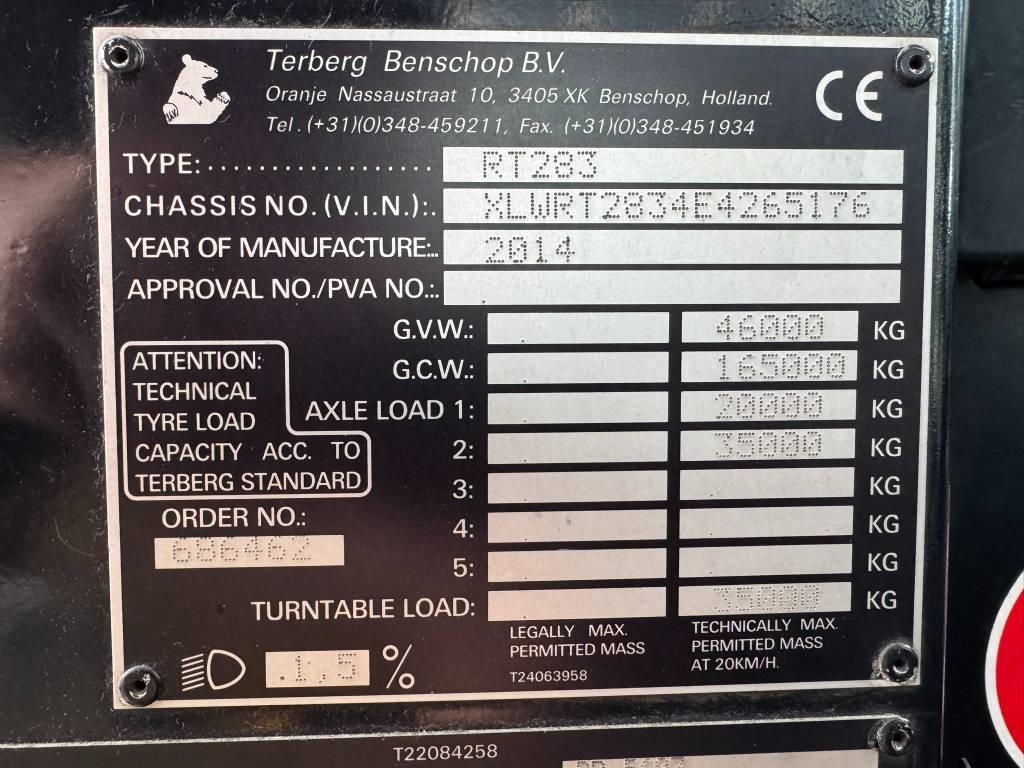 Terberg Benschop B.V.
Oranje Nassaustraat 10, 3405 XK Benschop, Holland.
Tel. (+31)(0)348-459211, Fax. (+31)(0)348-451934
CE
TYPE:.................. RT283
CHASSIS NO. (V.I.N.):. XLWRT2834E4265176
YEAR OF MANUFACTURE:.. 2014
APPROVAL NO./PVA NO.:.
G.V.W.: 46000 KG
G.C.W.: 165000 KG
AXLE LOAD 1: 20000 KG
2: 35000 KG
3: KG
4: KG
5: KG
TURNTABLE LOAD: 35000 KG
ATTENTION:
TECHNICAL
TYRE LOAD
CAPACITY ACC. TO
TERBERG STANDARD
ORDER NO.:
686462
.1,5 %
LEGALLY MAX.
PERMITTED MASS
T24063958
TECHNICALLY MAX.
PERMITTED MASS
AT 20KM/H.
T22084258